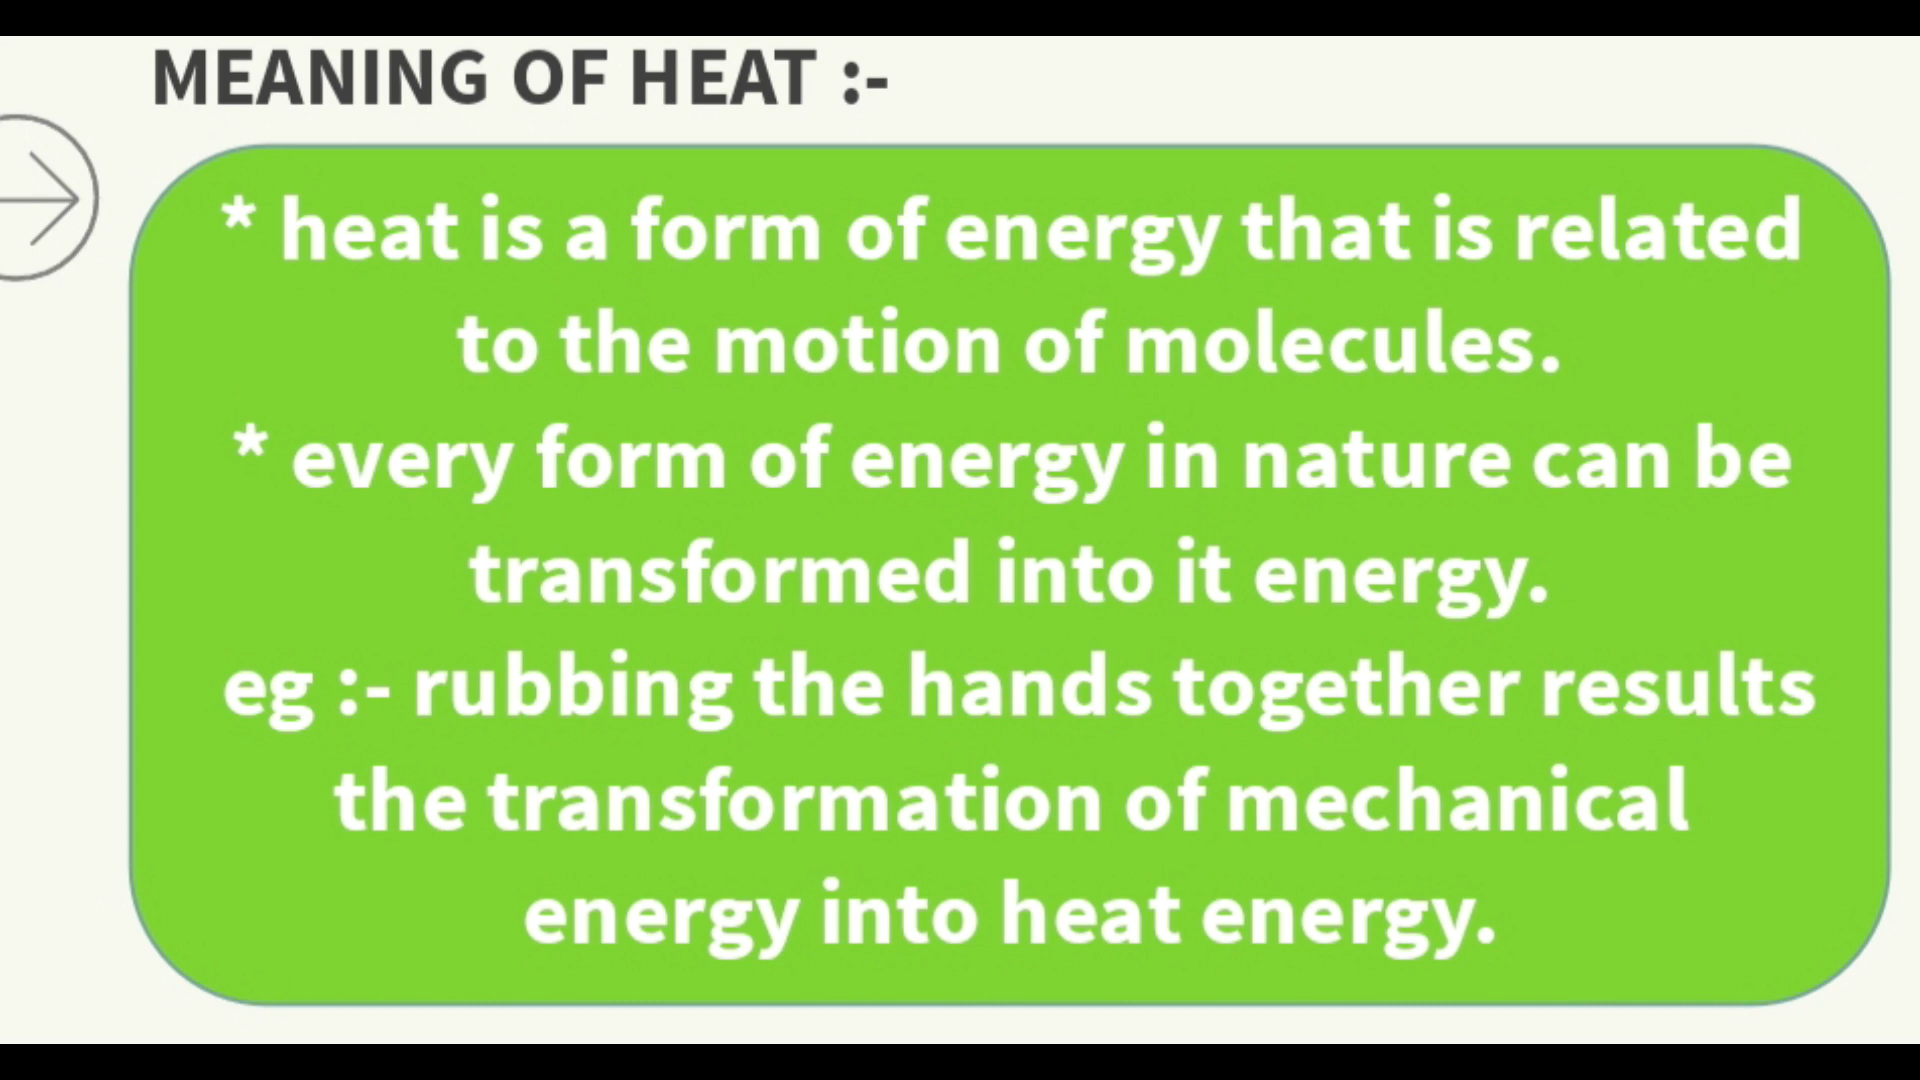 MEANING OF HEAT :-
* heat is a form of energy that is related
to the motion of molecules.
* every form of energy in nature can be
transformed into it energy.
eg :- rubbing the hands together results
the transformation of mechanical
energy into heat energy.